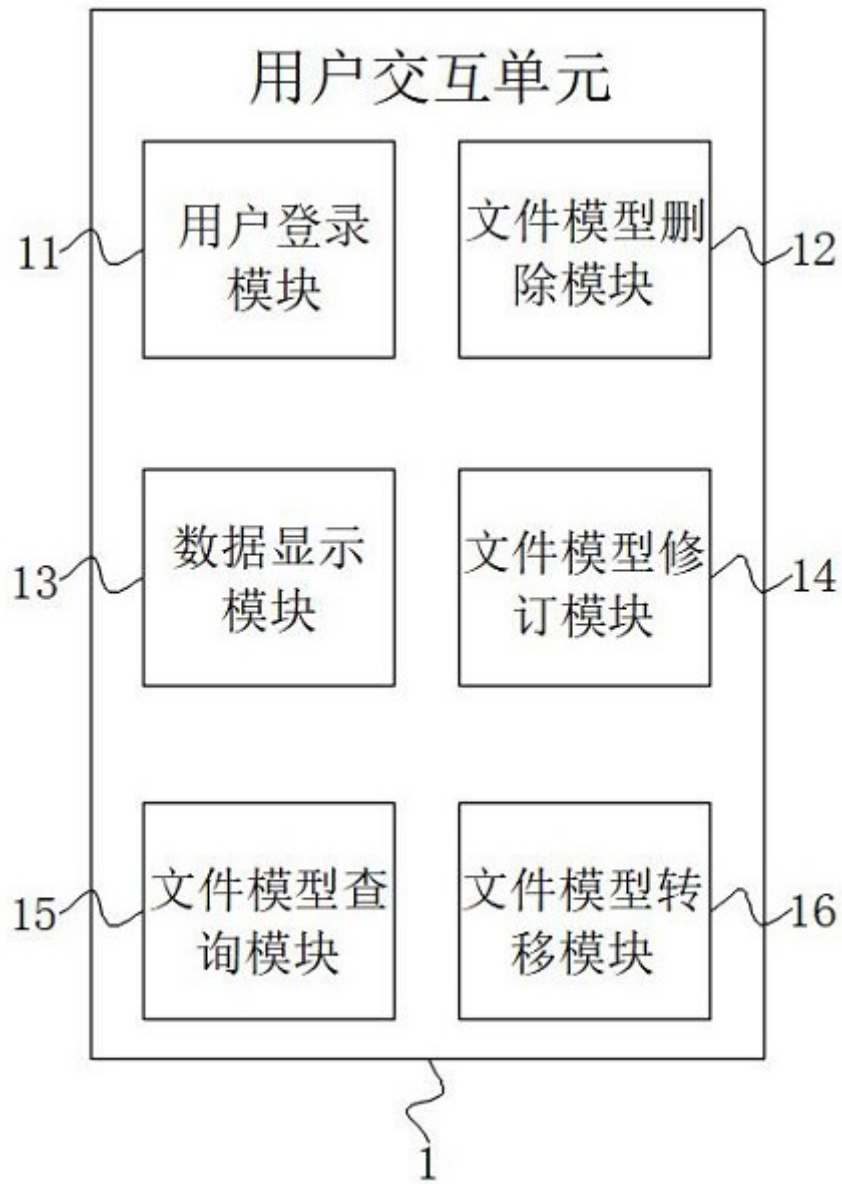 用户交互单元
用户登录
模块
11
文件模型删
除模块
12
数据显示
模块
13
文件模型修
订模块
14
文件模型查
询模块
15
文件模型转
移模块
16
1